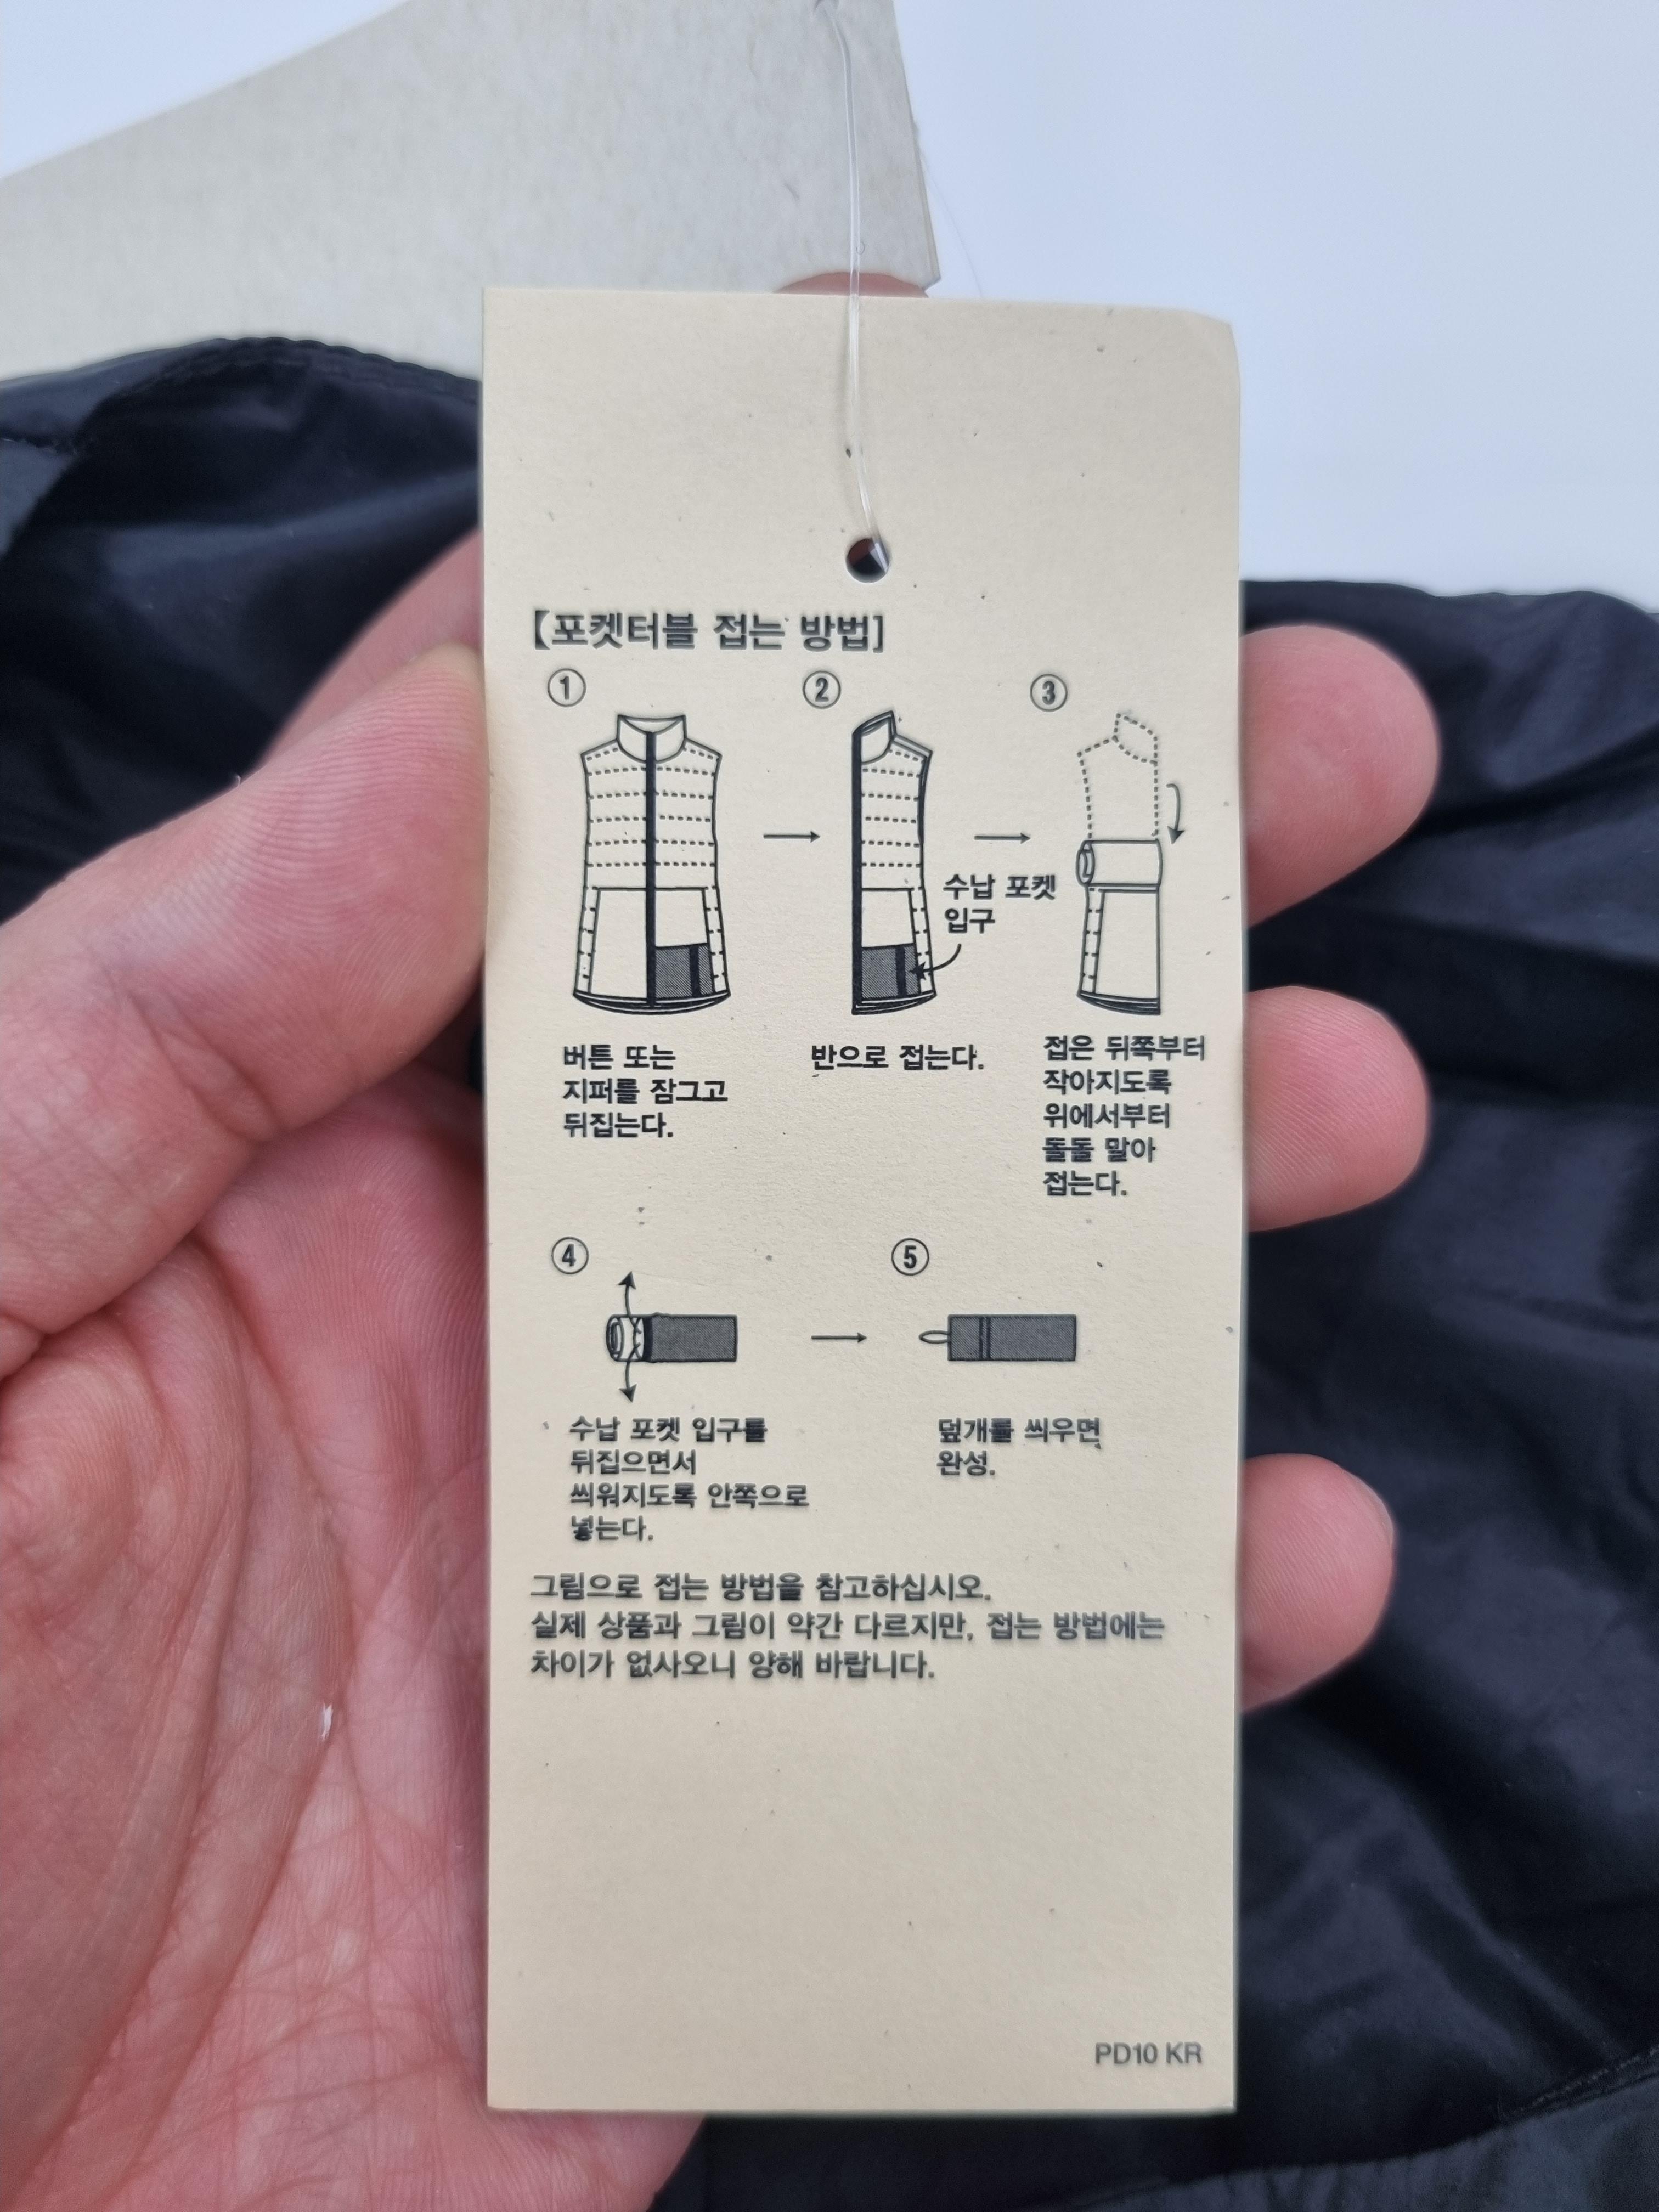 【포켓터블 접는 방법】
①
②
③
수납 포켓
입구
버튼 또는
지퍼를 잠그고
뒤집는다.
반으로 접는다.
접은 뒤쪽부터
작아지도록
위에서부터
돌돌 말아
접는다.
④
⑤
수납 포켓 입구를
뒤집으면서
씌워지도록 안쪽으로
넣는다.
덮개를 씌우면
완성.
그림으로 접는 방법을 참고하십시오.
실제 상품과 그림이 약간 다르지만, 접는 방법에는
차이가 없사오니 양해 바랍니다.
PD10 KR